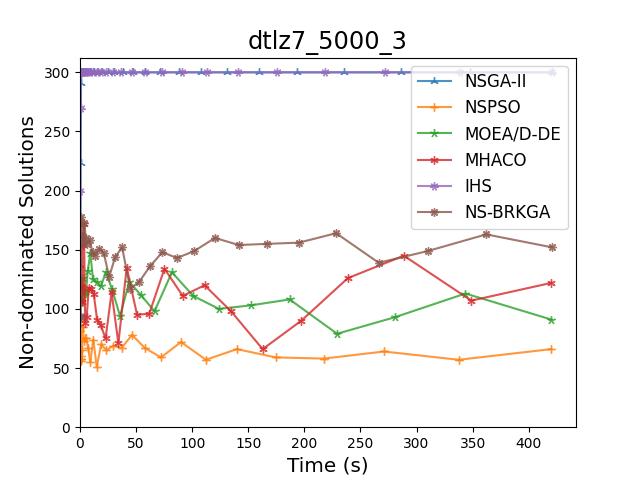 dtlz7_5000_3
Non-dominated Solutions
300
250
200
150
100
50
0
0 50 100 150 200 250 300 350 400
Time (s)
NSGA-II
NSPSO
MOEA/D-DE
MHACO
IHS
NS-BRKGA